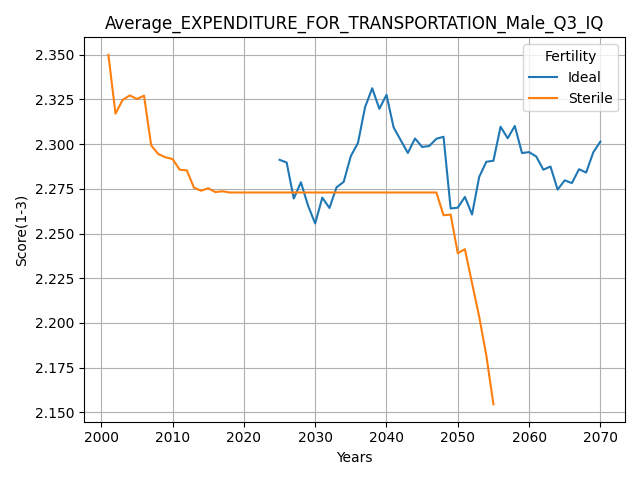 Average_EXPENDITURE_FOR_TRANSPORTATION_Male_Q3_IQ
Fertility
Ideal
Sterile
Score(1-3)
2.350
2.325
2.300
2.275
2.250
2.225
2.200
2.175
2.150
2000 2010 2020 2030 2040 2050 2060 2070
Years